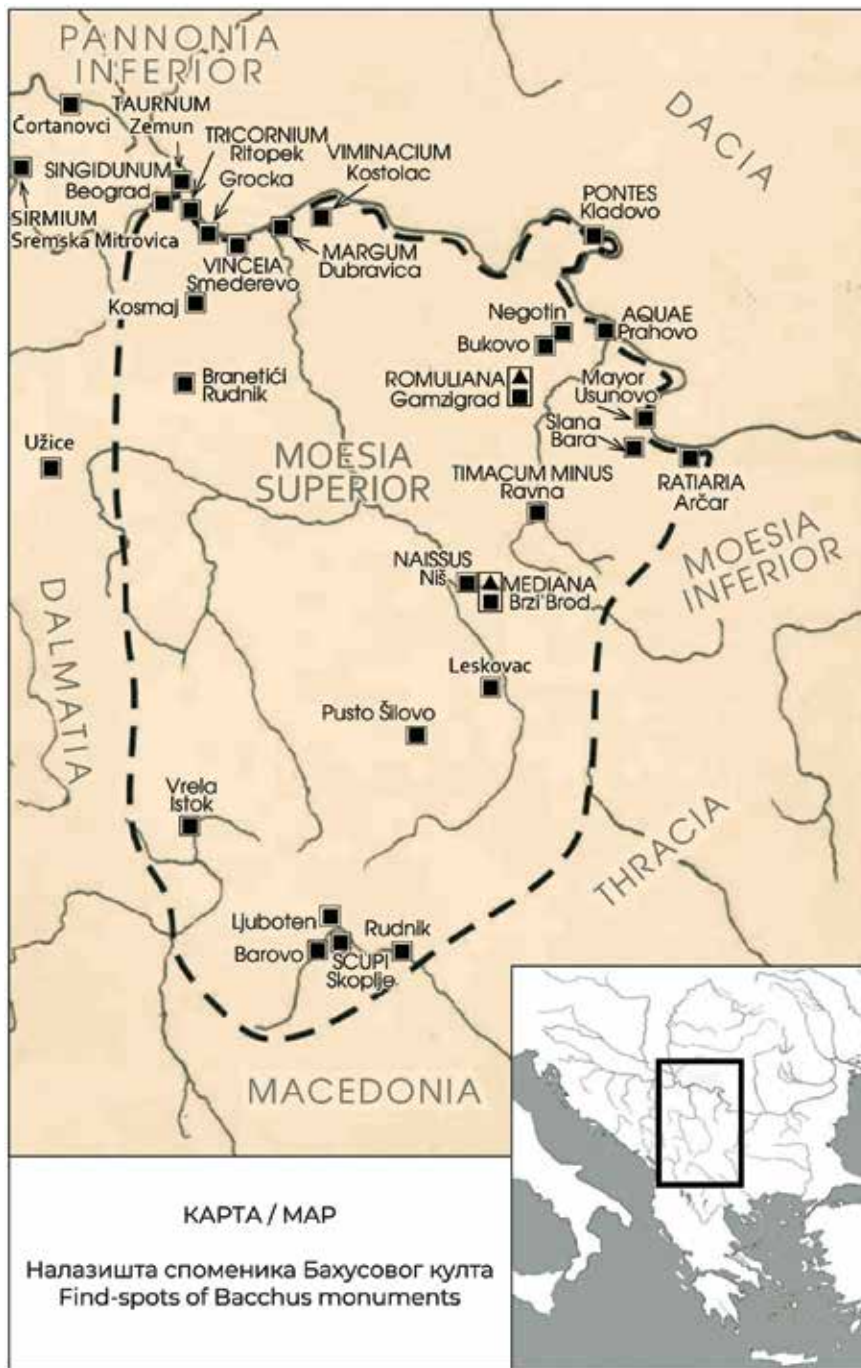 PANNONIA
INFERIOR
DACIA
TAURNUM
Zemun
Čortanovci
TRICORNIUM
Ritopek
SINGIDUNUM
Beograd
Grocka
VIMINACIUM
Kostolac
PONTES
Kladovo
SIRMIUM
Sremska Mitrovica
MARGUM
Dubravica
VINCEIA
Smederevo
Kosmaj
Negotin
AQUAE
Prahovo
Bukovo
Branetići
Rudnik
ROMULIANA
Gamzigrad
Mayor
Usunovo
Slana
Bara
Užice
MOESIA
SUPERIOR
TIMACUM MINUS
Ravna
RATIARIA
Arčar
MOESIA
INFERIOR
NAISSUS
Niš
MEDIANA
Brzi Brod
DALMATIA
Leskovac
Pusto Šilovo
Vrela
Istok
THRACIA
Ljuboten
Rudnik
Barovo
SCUPI
Skoplje
MACEDONIA
КАРТА / MAP
Налазишта споменика Бахусовог култа
Find-spots of Bacchus monuments